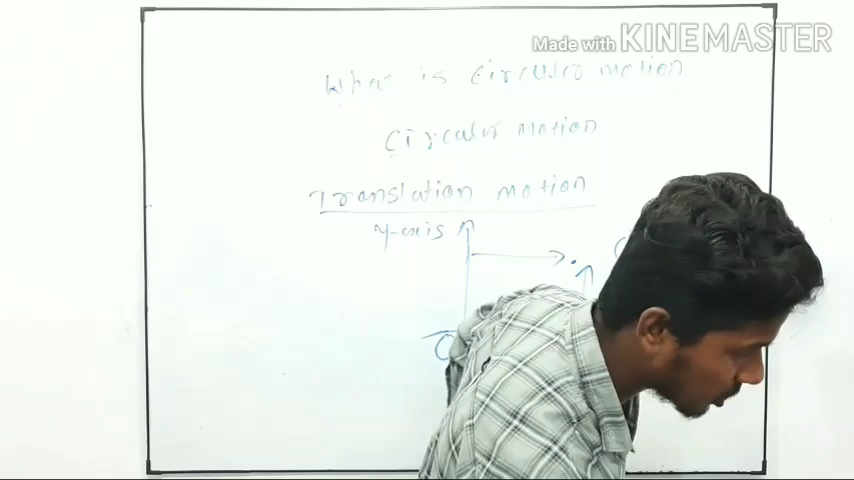 Made with KINEMASTER
What is circular motion
circular motion
Translation motion
Y-axis